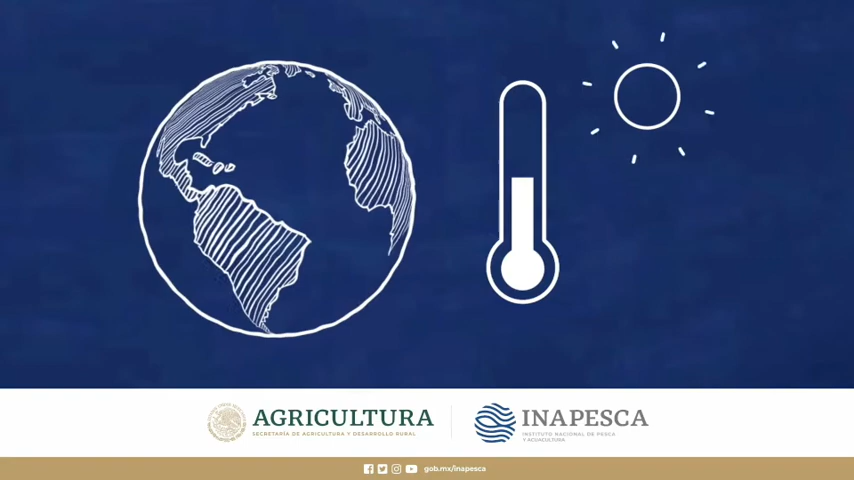 AGRICULTURA
SECRETARÍA DE AGRICULTURA Y DESARROLLO RURAL
INAPESCA
INSTITUTO NACIONAL DE PESCA
Y ACUACULTURA
gob.mx/inapesca